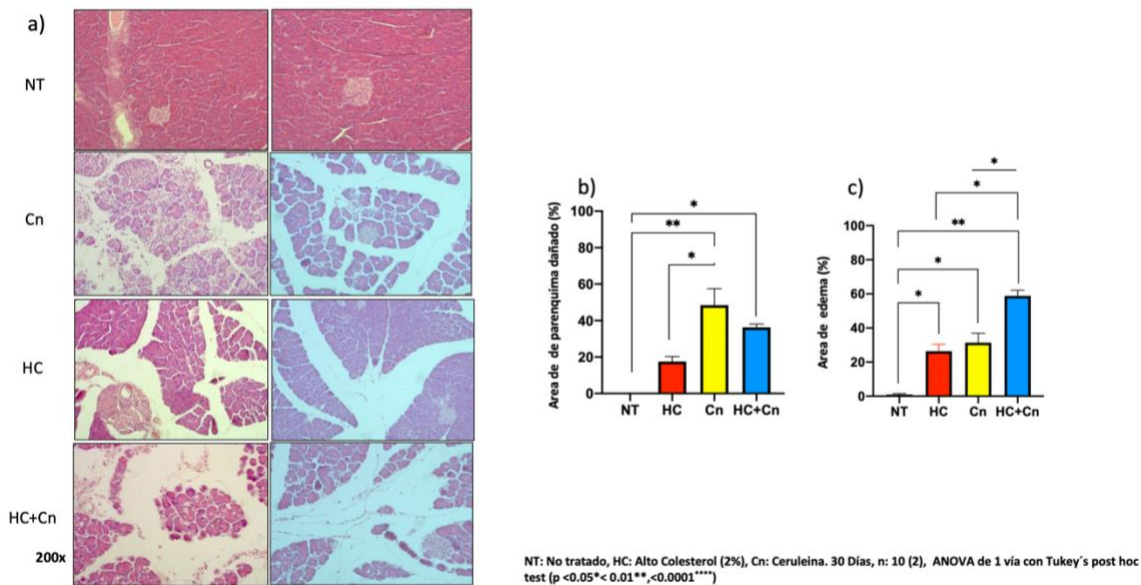 a)
NT
Cn
HC
HC+Cn
200x
b)
Area de de parenquima dañado (%)
100
80
60
40
20
0
*
**
*
NT HC Cn HC+Cn
c)
Area de edema (%)
100
80
60
40
20
0
*
*
**
*
*
NT HC Cn HC+Cn
NT: No tratado, HC: Alto Colesterol (2%), Cn: Ceruleina. 30 Días, n: 10 (2), ANOVA de 1 vía con Tukey´s post hoc
test (p <0.05*< 0.01**,<0.0001****)